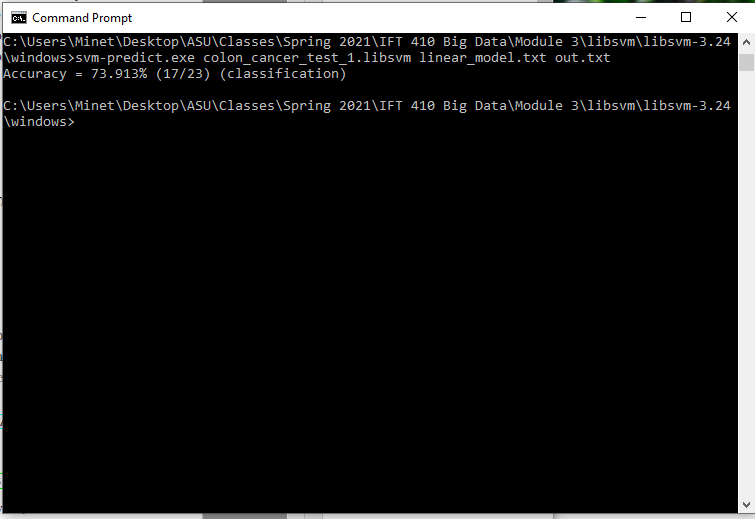 Command Prompt
C:\Users\Minet\Desktop\ASU\Classes\Spring 2021\IFT 410 Big Data\Module 3\libsvm\libsvm-3.24
\windows>svm-predict.exe colon_cancer_test_1.libsvm linear_model.txt out.txt
Accuracy = 73.913% (17/23) (classification)
C:\Users\Minet\Desktop\ASU\Classes\Spring 2021\IFT 410 Big Data\Module 3\libsvm\libsvm-3.24
\windows>